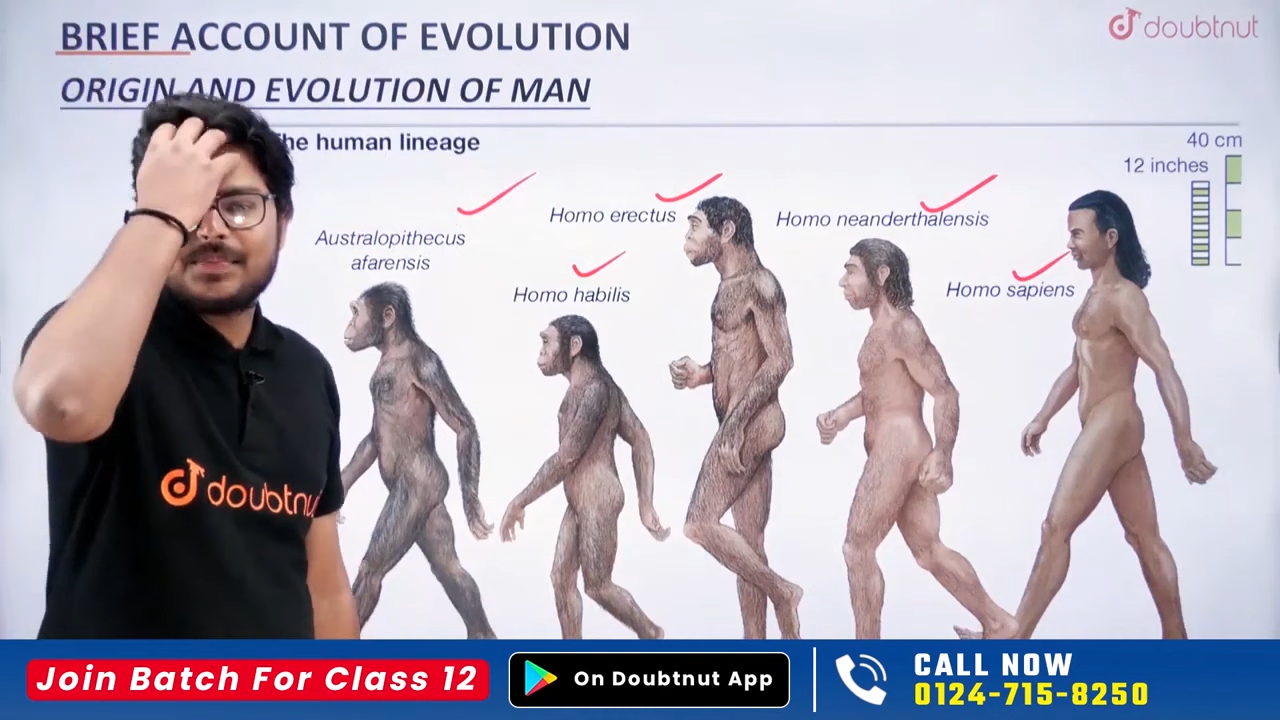 BRIEF ACCOUNT OF EVOLUTION
doubtnut
ORIGIN AND EVOLUTION OF MAN
The human lineage
40 cm
12 inches
Homo erectus
Homo neanderthalensis
Australopithecus
afarensis
Homo habilis
Homo sapiens
doubtnut
Join Batch For Class 12
On Doubtnut App
CALL NOW
0124-715-8250